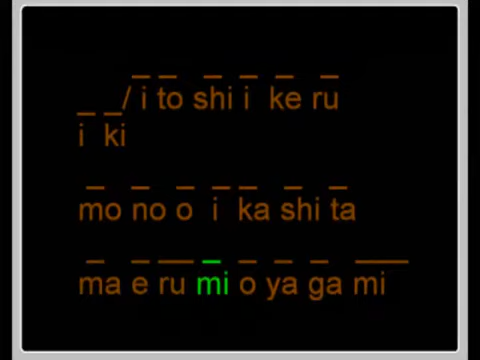 / i to shi i ke ru
i ki
mo no o i ka shi ta
ma e ru mi o ya ga mi